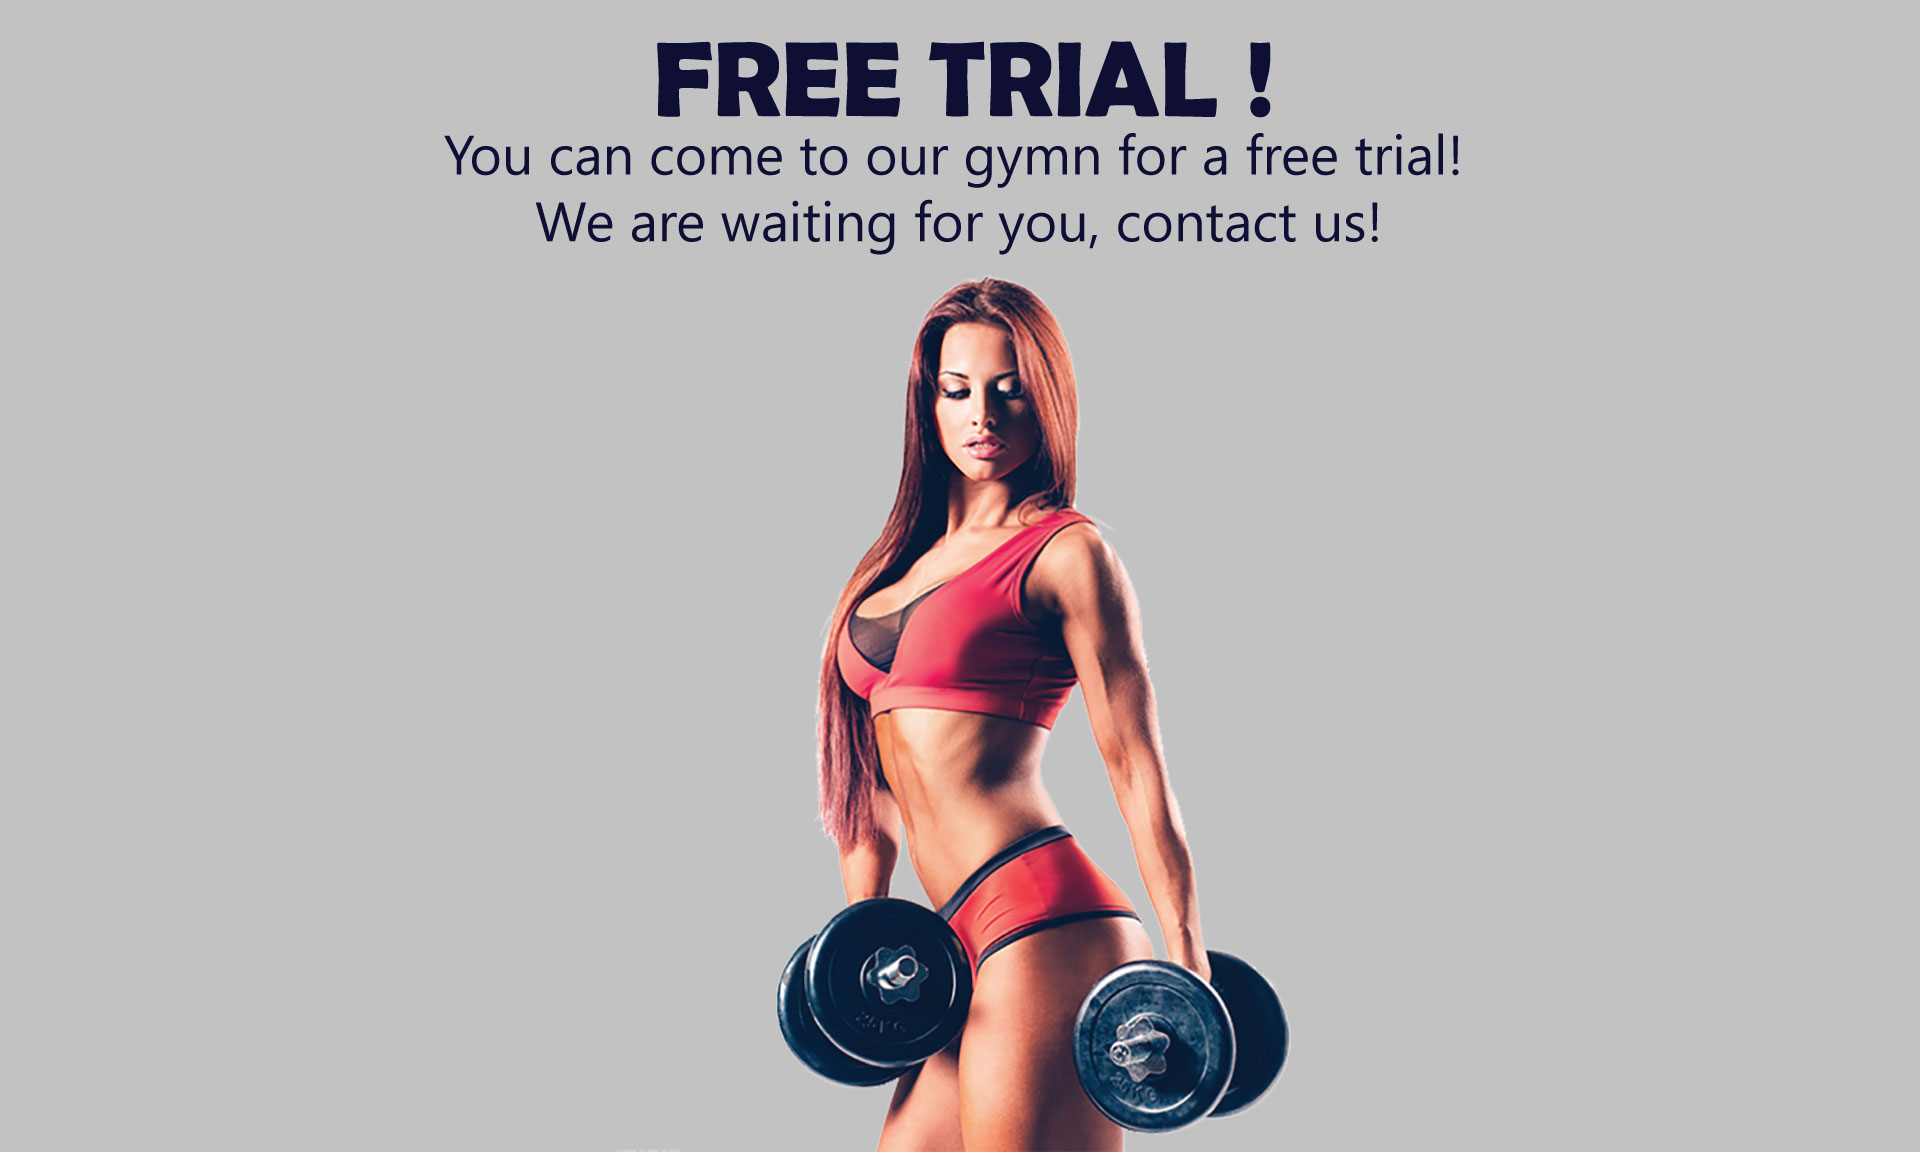 FREE TRIAL !
You can come to our gymn for a free trial!
We are waiting for you, contact us!